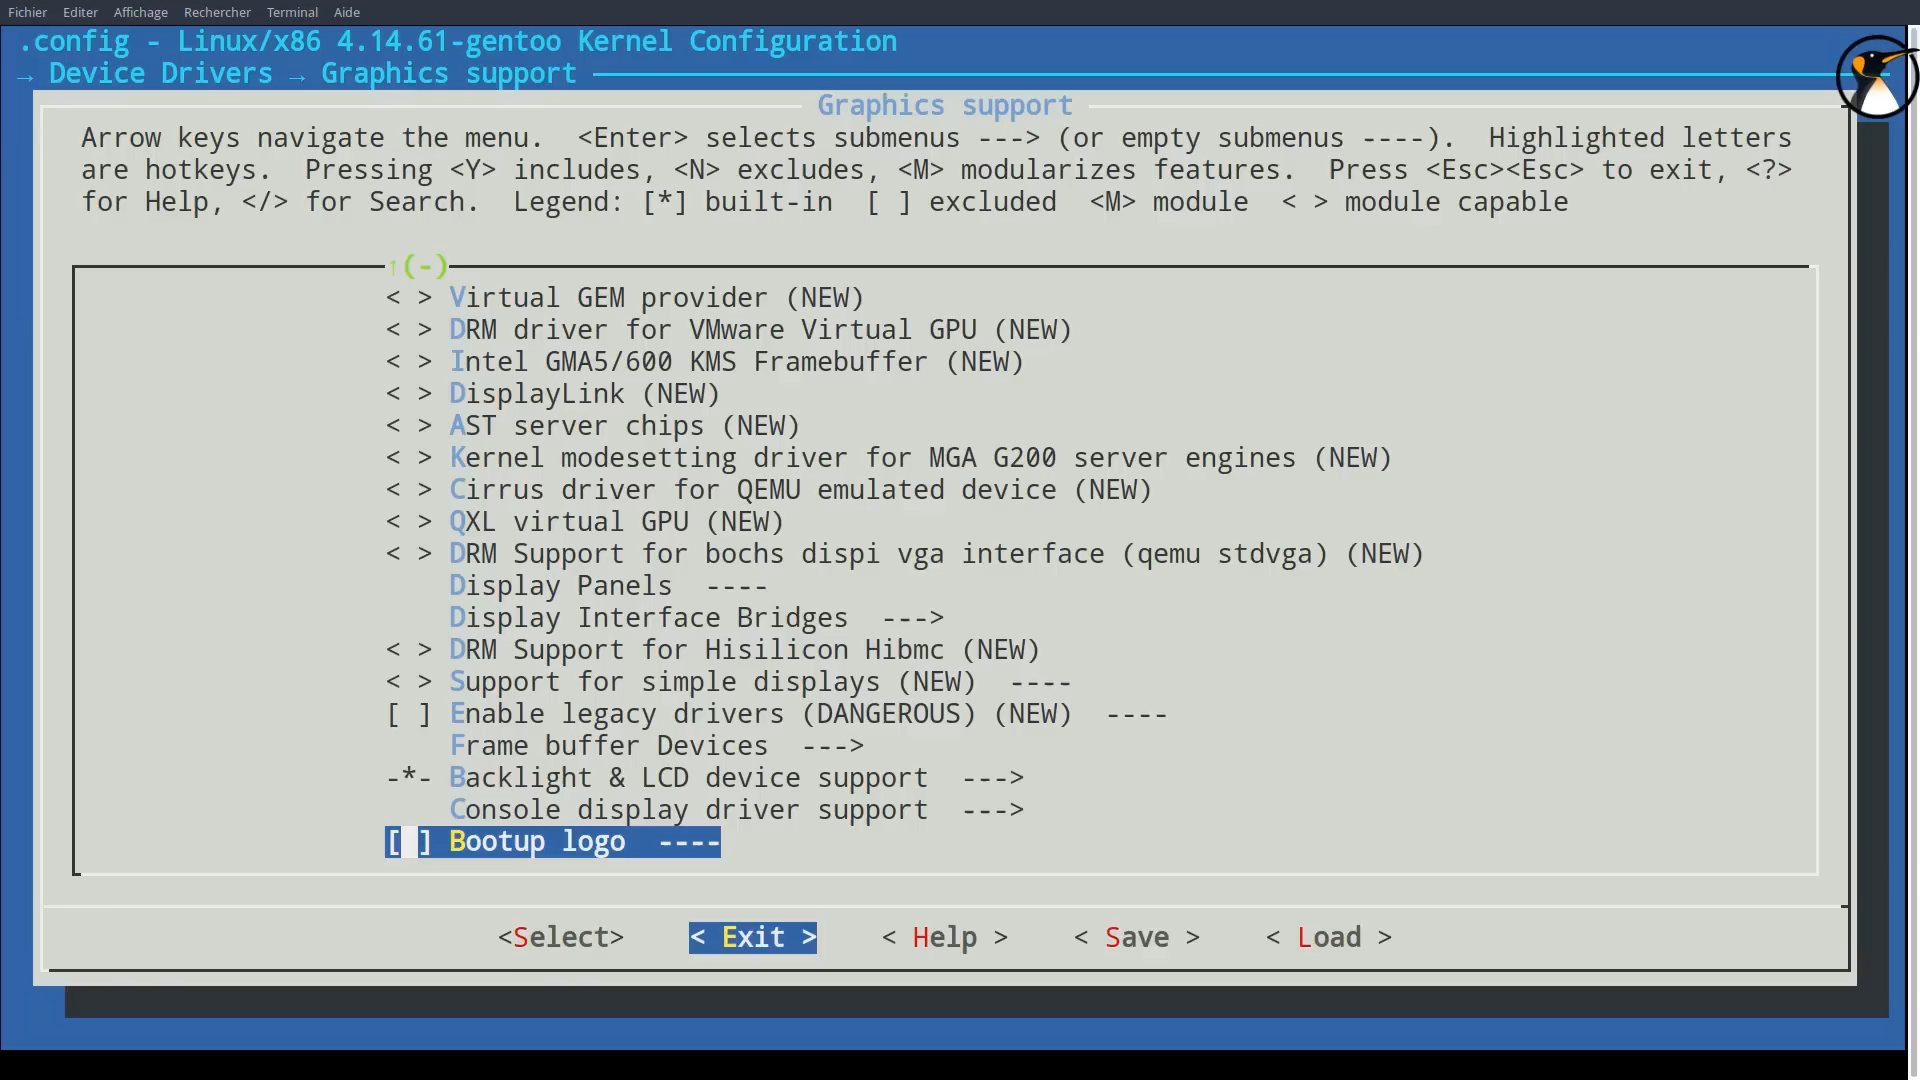 Fichier Editer Affichage Rechercher Terminal Aide
.config - Linux/x86 4.14.61-gentoo Kernel Configuration
→ Device Drivers → Graphics support
Graphics support
Arrow keys navigate the menu.  <Enter> selects submenus ---> (or empty submenus ----).  Highlighted letters
are hotkeys.  Pressing <Y> includes, <N> excludes, <M> modularizes features.  Press <Esc><Esc> to exit, <?>
for Help, </> for Search.  Legend: [*] built-in  [ ] excluded  <M> module  < > module capable
↑(-)
< > Virtual GEM provider (NEW)
< > DRM driver for VMware Virtual GPU (NEW)
< > Intel GMA5/600 KMS Framebuffer (NEW)
< > DisplayLink (NEW)
< > AST server chips (NEW)
< > Kernel modesetting driver for MGA G200 server engines (NEW)
< > Cirrus driver for QEMU emulated device (NEW)
< > QXL virtual GPU (NEW)
< > DRM Support for bochs dispi vga interface (qemu stdvga) (NEW)
Display Panels  ----
Display Interface Bridges  --->
< > DRM Support for Hisilicon Hibmc (NEW)
< > Support for simple displays (NEW)  ----
[ ] Enable legacy drivers (DANGEROUS) (NEW)  ----
Frame buffer Devices  --->
-*- Backlight & LCD device support  --->
Console display driver support  --->
[ ] Bootup logo  ----
<Select>    < Exit >    < Help >    < Save >    < Load >